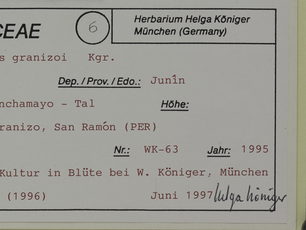 CEAE 6 Herbarium Helga Königer
München (Germany)
s granizoi Kgr.
Dep./Prov./Edo.: Junîn
nchamayo - Tal Höhe:
ranizo, San Ramón (PER)
Nr.: WK-63 Jahr: 1995
Kultur in Blüte bei W. Königer, München
(1996) Juni 1997 Helga Königer